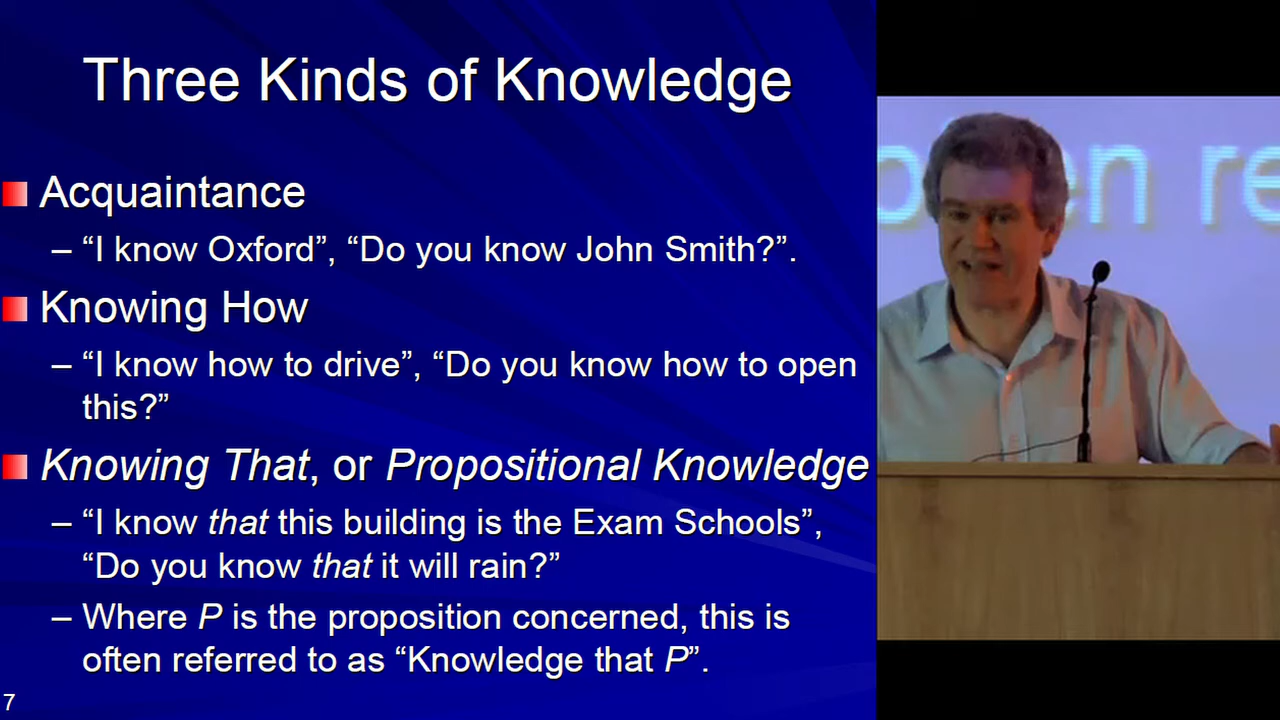 Three Kinds of Knowledge
Acquaintance
– “I know Oxford”, “Do you know John Smith?”.
Knowing How
– “I know how to drive”, “Do you know how to open
this?”
Knowing That, or Propositional Knowledge
– “I know that this building is the Exam Schools”,
“Do you know that it will rain?”
– Where P is the proposition concerned, this is
often referred to as “Knowledge that P”.
7